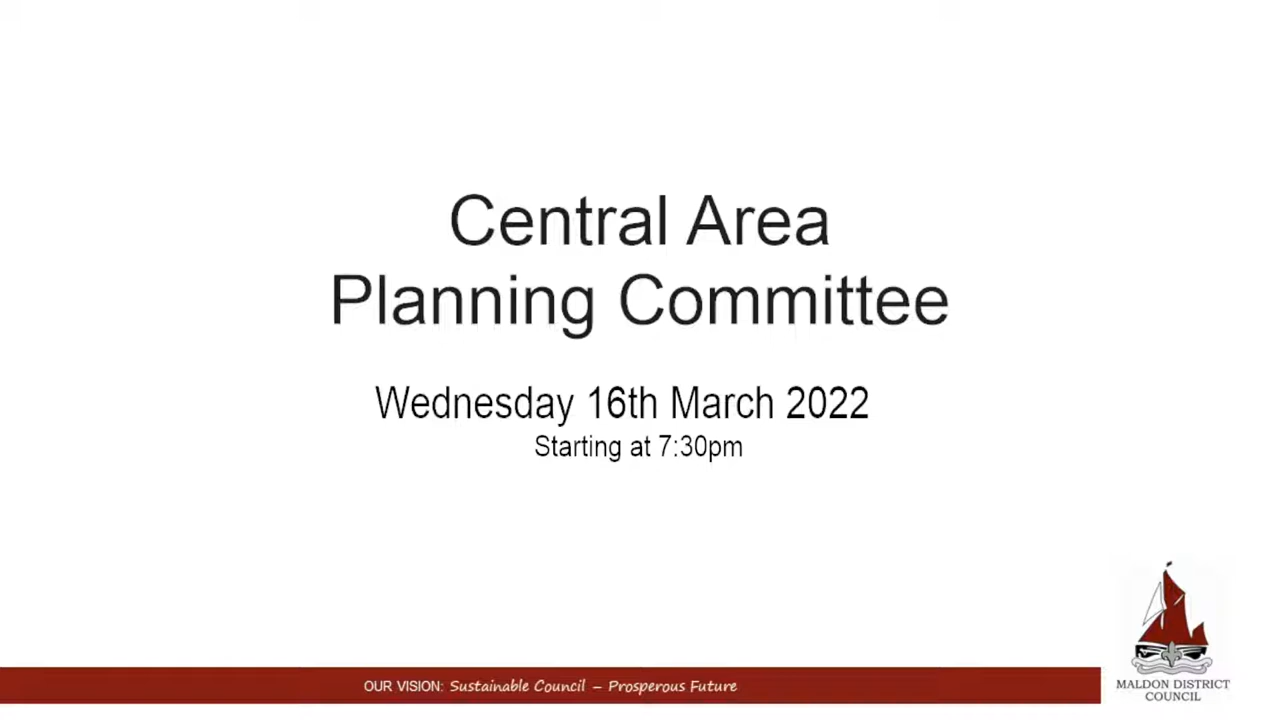 Central Area
Planning Committee
Wednesday 16th March 2022
Starting at 7:30pm
OUR VISION: Sustainable Council – Prosperous Future
MALDON DISTRICT
COUNCIL